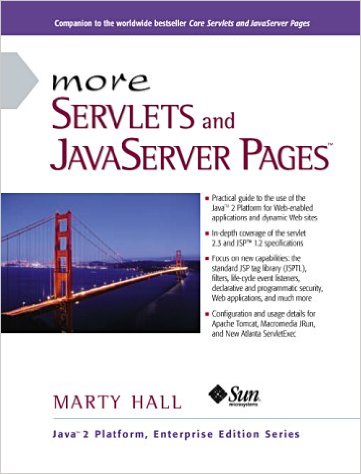 Companion to the worldwide bestseller Core Servlets and JavaServer Pages
more
SERVLETS and
JAVASERVER PAGES™
Practical guide to the use of the
Java™ 2 Platform for Web-enabled
applications and dynamic Web sites
In-depth coverage of the servlet
2.3 and JSP™ 1.2 specifications
Focus on new capabilities: the
standard JSP tag library (JSPTL),
filters, life-cycle event listeners,
declarative and programmatic security,
Web applications, and much more
Configuration and usage details for
Apache Tomcat, Macromedia JRun,
and New Atlanta ServletExec
MARTY HALL
Sun
microsystems
Java™ 2 Platform, Enterprise Edition Series